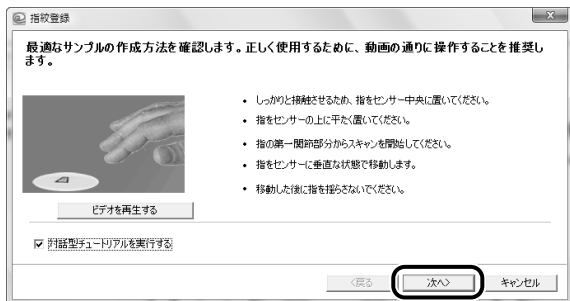 指紋登録
最適なサンプルの作成方法を確認します。正しく使用するために、動画の通りに操作することを推奨し
ます。
• しっかりと接触させるため、指をセンサー中央に置いてください。
• 指をセンサーの上に平たく置いてください。
• 指の第一関節部分からスキャンを開始してください。
• 指をセンサーに垂直な状態で移動します。
• 移動した後に指を揺らさないでください。
ビデオを再生する
対話型チュートリアルを実行する
<戻る 次へ> キャンセル